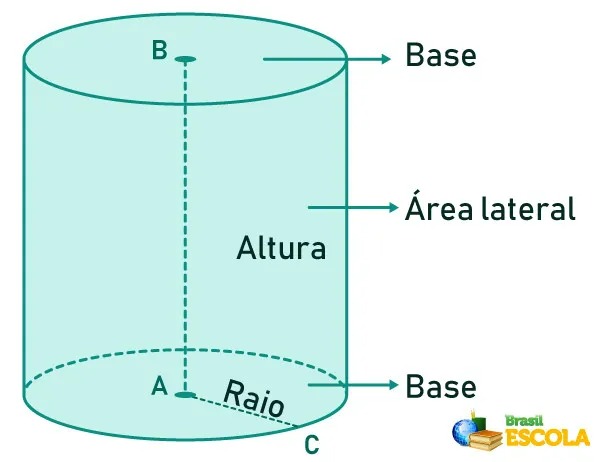 B
Base
Área lateral
Altura
A
Raio
Base
C
Brasil
ESCOLA